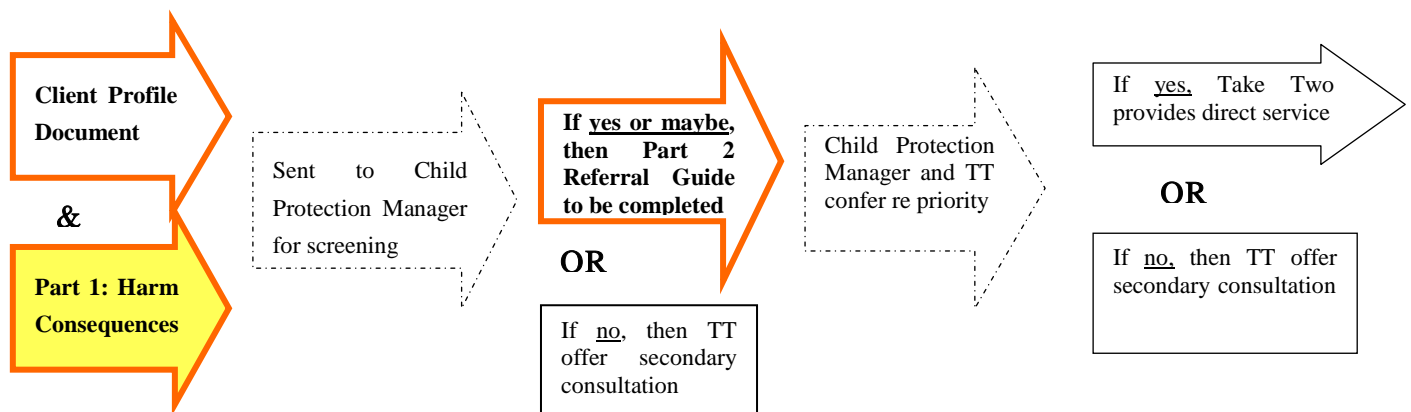 Client Profile
Document
&
Part 1: Harm
Consequences
Sent to Child
Protection Manager
for screening
If yes or maybe,
then Part 2
Referral Guide
to be completed
OR
If no, then TT
offer secondary
consultation
Child Protection
Manager and TT
confer re priority
If yes, Take Two
provides direct service
OR
If no, then TT offer
secondary consultation